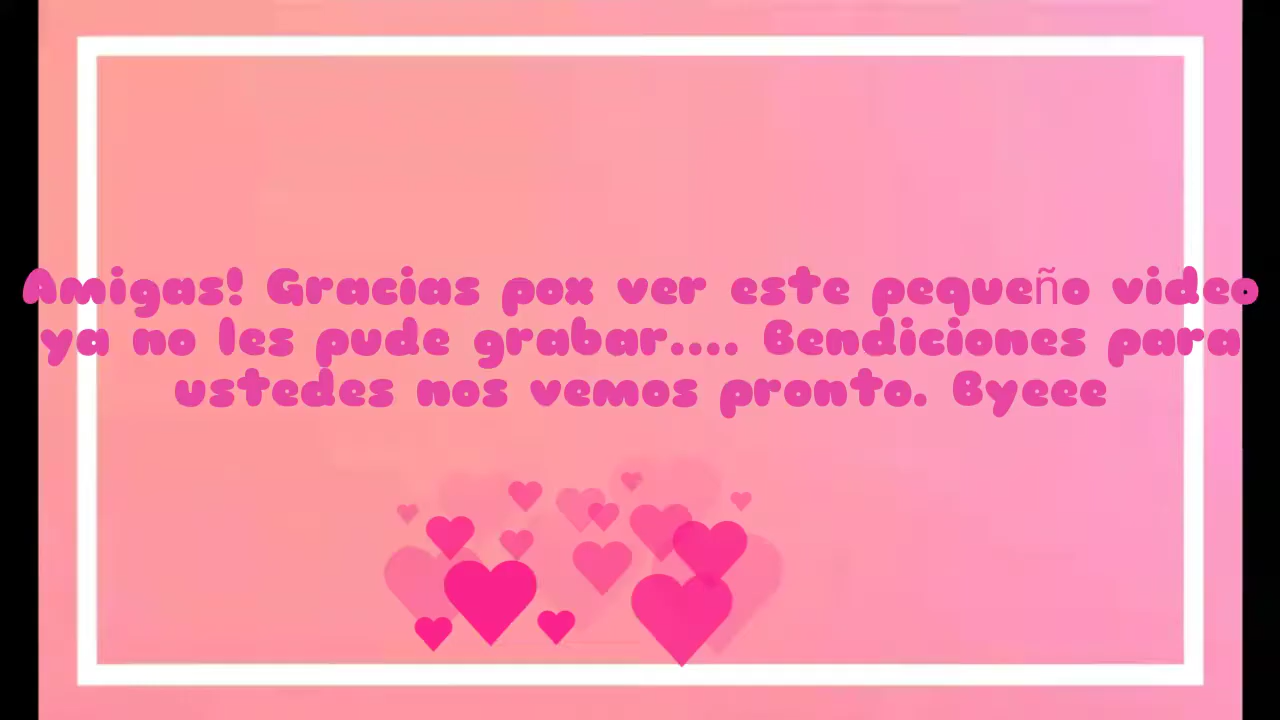 Amigas! Gracias pox ver este pequeño video
ya no les pude grabar.... Bendiciones para
ustedes nos vemos pronto. Byeee